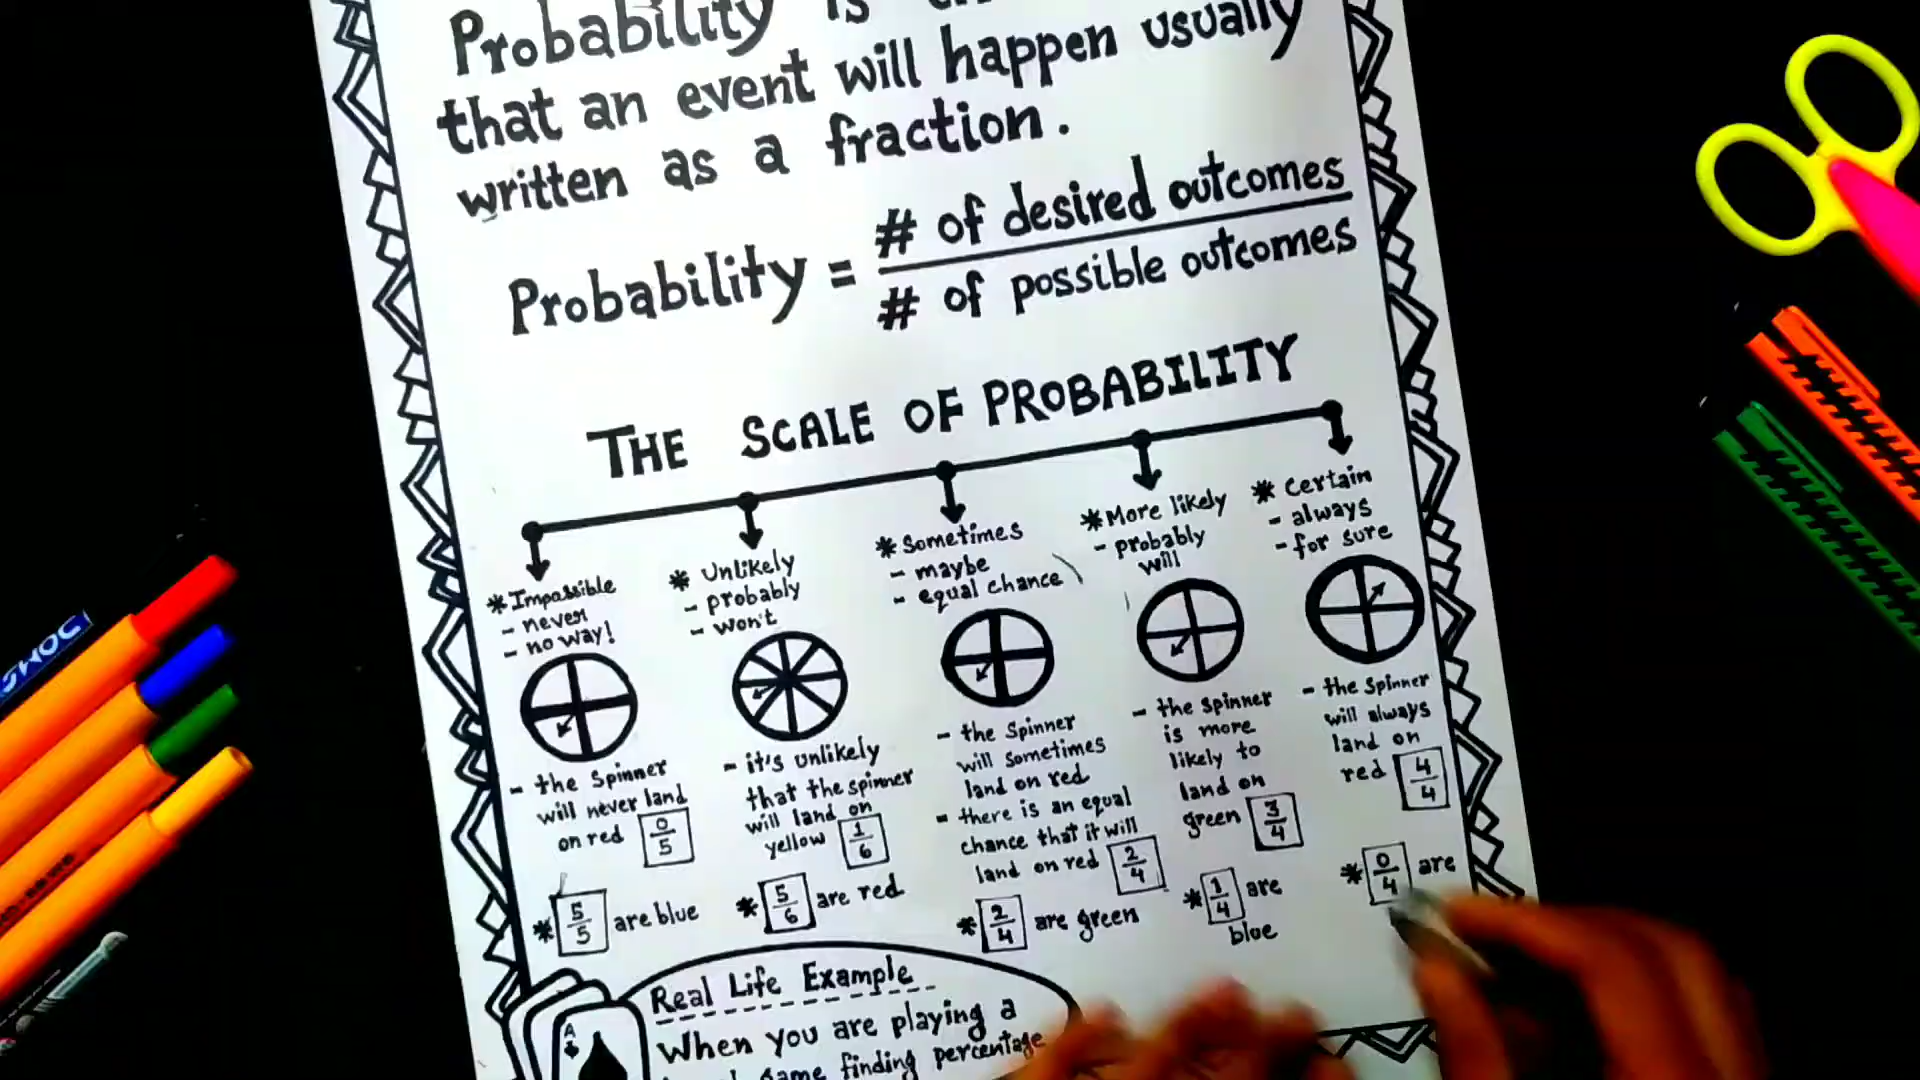 Probability is
that an event will happen usually
written as a fraction.
Probability = # of desired outcomes
# of possible outcomes
THE SCALE OF PROBABILITY
* Impossible
- never
- no way!
- the Spinner
will never land
on red 0/5
* 5/5 are blue
* Unlikely
- probably
- won't
- it's unlikely
that the spinner
will land on
yellow 1/6
* 5/6 are red
* Sometimes
- maybe
- equal chance
- the Spinner
will sometimes
land on red
- there is an equal
chance that it will
land on red 2/4
* 2/4 are green
* More likely
- probably
will
- the spinner
is more
likely to
land on
green 3/4
* 1/4 are
blue
* Certain
- always
- for sure
- the Spinner
will always
land on
red 4/4
* 0/4 are
Real Life Example
When you are playing a
game finding percentage
A